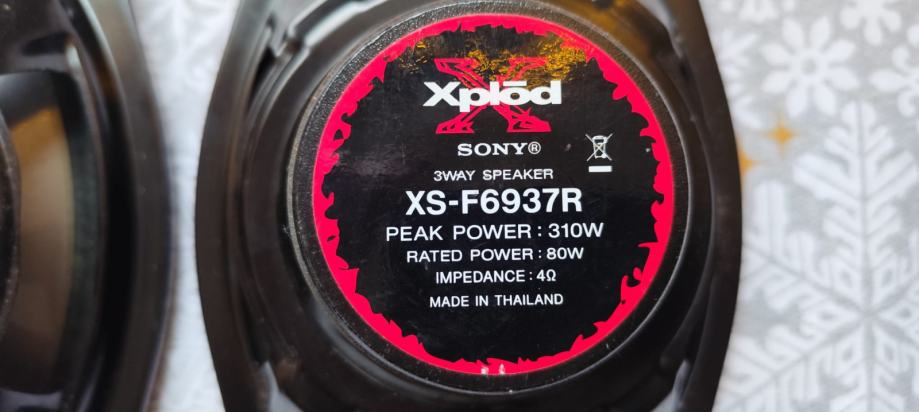 Xplōd
SONY®
3WAY SPEAKER
XS-F6937R
PEAK POWER : 310W
RATED POWER : 80W
IMPEDANCE : 4Ω
MADE IN THAILAND